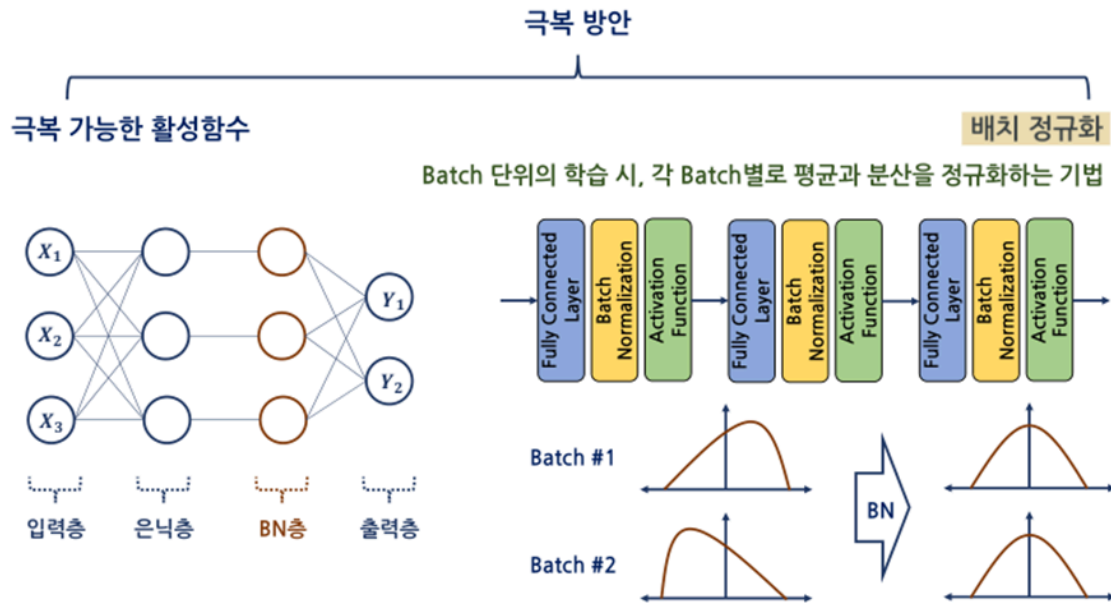 극복 방안
극복 가능한 활성함수
배치 정규화
Batch 단위의 학습 시, 각 Batch별로 평균과 분산을 정규화하는 기법
X₁
X₂
X₃
Y₁
Y₂
입력층
은닉층
BN층
출력층
Fully Connected
Layer
Batch
Normalization
Activation
Function
Fully Connected
Layer
Batch
Normalization
Activation
Function
Fully Connected
Layer
Batch
Normalization
Activation
Function
Batch #1
BN
Batch #2